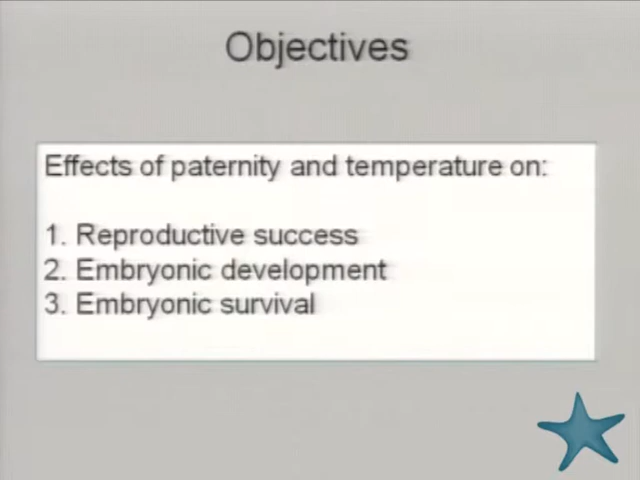 Objectives
Effects of paternity and temperature on:
1. Reproductive success
2. Embryonic development
3. Embryonic survival